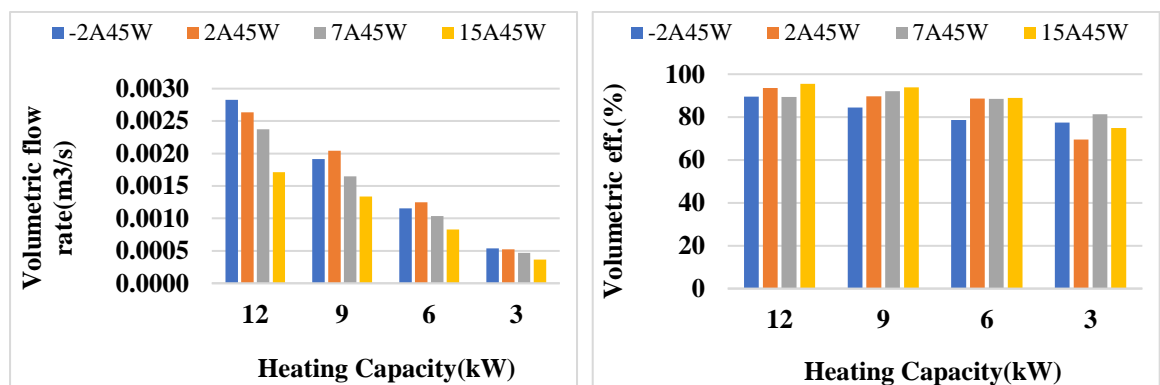 -2A45W 2A45W 7A45W 15A45W
Volumetric flow
rate(m3/s)
0.0030
0.0025
0.0020
0.0015
0.0010
0.0005
0.0000
12 9 6 3
Heating Capacity(kW)
-2A45W 2A45W 7A45W 15A45W
Volumetric eff.(%)
100
80
60
40
20
0
12 9 6 3
Heating Capacity(kW)